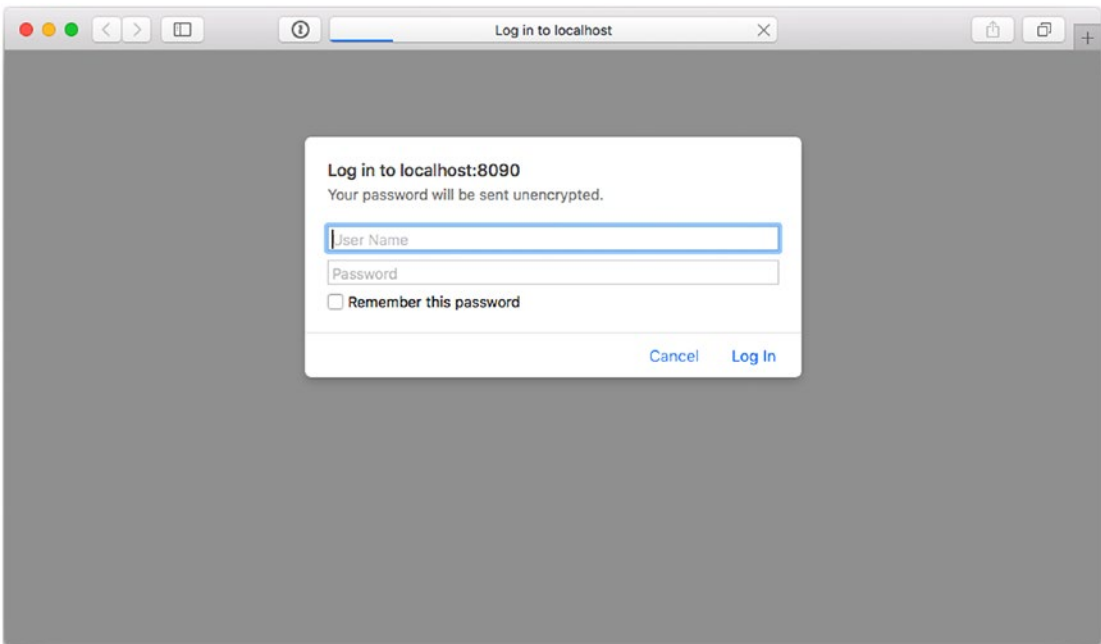 Log in to localhost
Log in to localhost:8090
Your password will be sent unencrypted.
User Name
Password
Remember this password
Cancel Log In